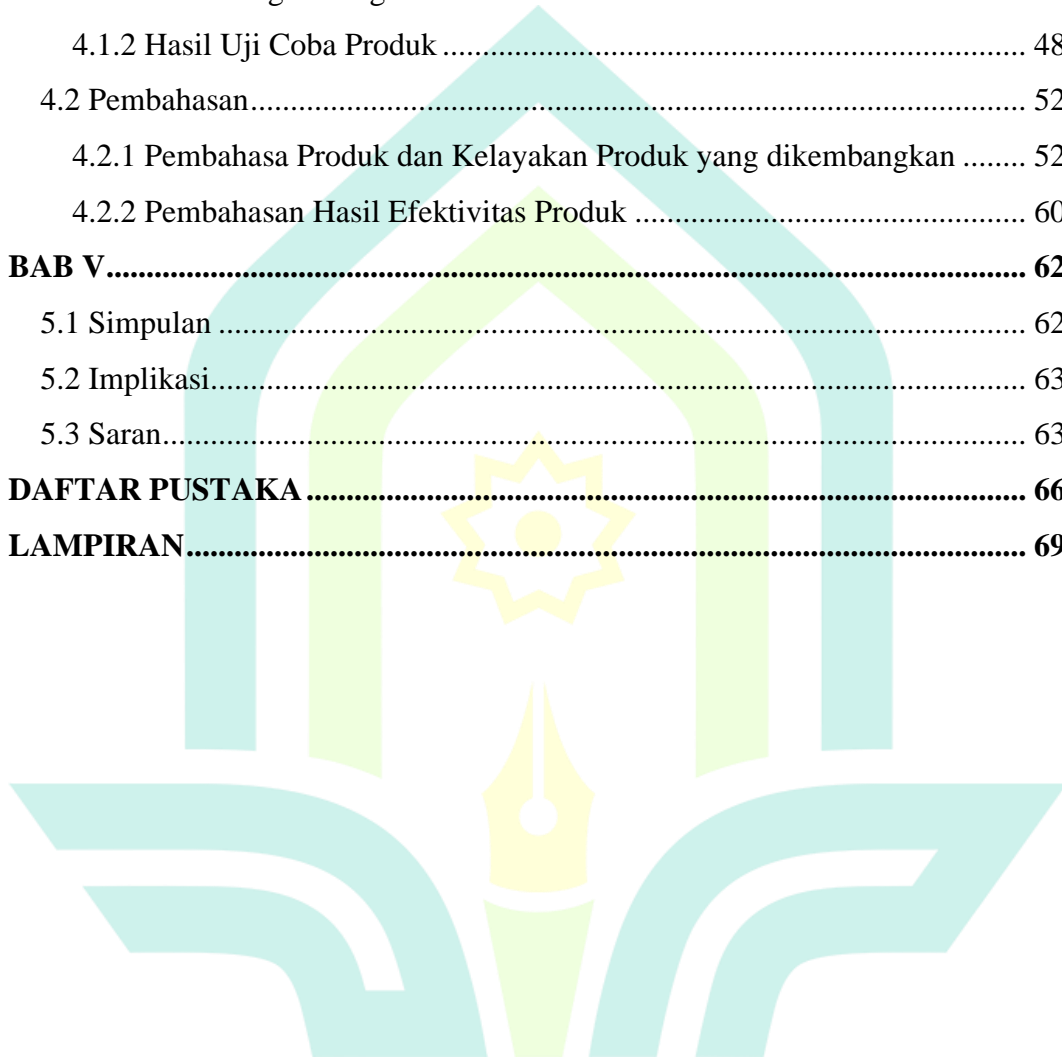 4.1.2 Hasil Uji Coba Produk ........................................................................ 48
4.2 Pembahasan................................................................................................ 52
4.2.1 Pembahasa Produk dan Kelayakan Produk yang dikembangkan ........ 52
4.2.2 Pembahasan Hasil Efektivitas Produk ................................................ 60
BAB V................................................................................................................. 62
5.1 Simpulan .................................................................................................... 62
5.2 Implikasi..................................................................................................... 63
5.3 Saran........................................................................................................... 63
DAFTAR PUSTAKA ......................................................................................... 66
LAMPIRAN........................................................................................................ 69